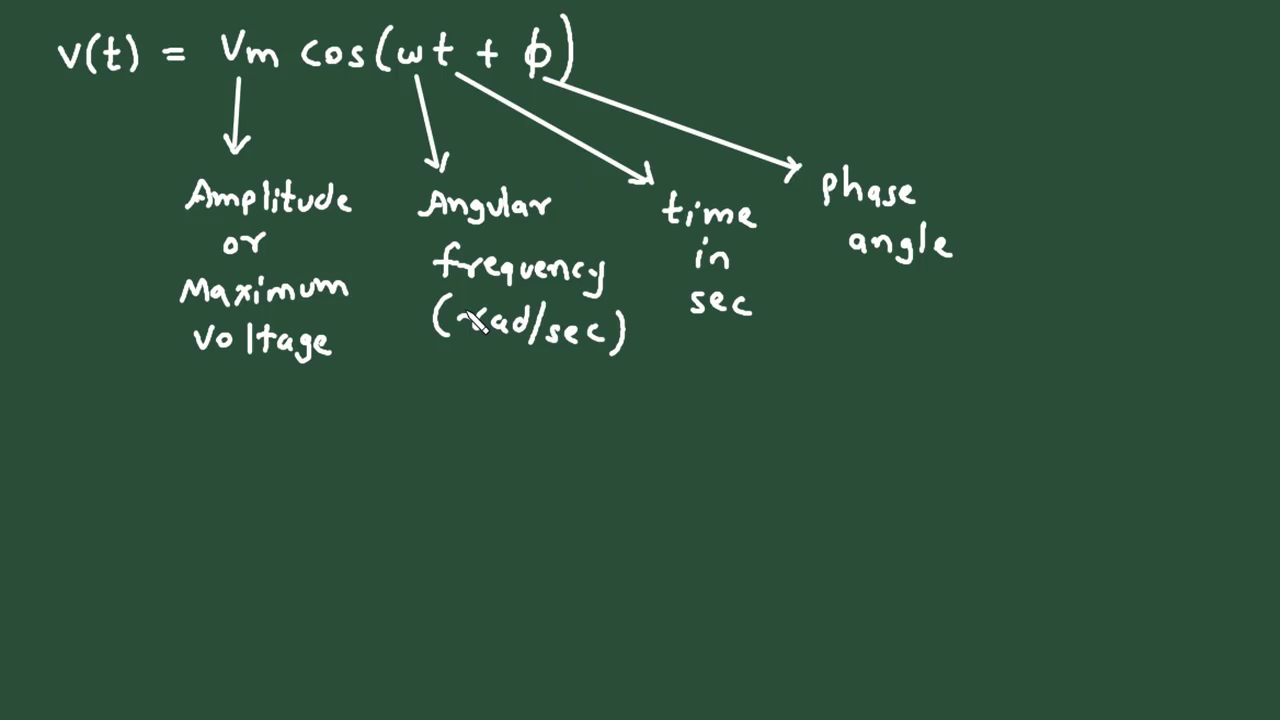 v(t) = Vm cos(ωt + ϕ)
Amplitude
or
Maximum
voltage
Angular
frequency
(rad/sec)
time
in
sec
phase
angle